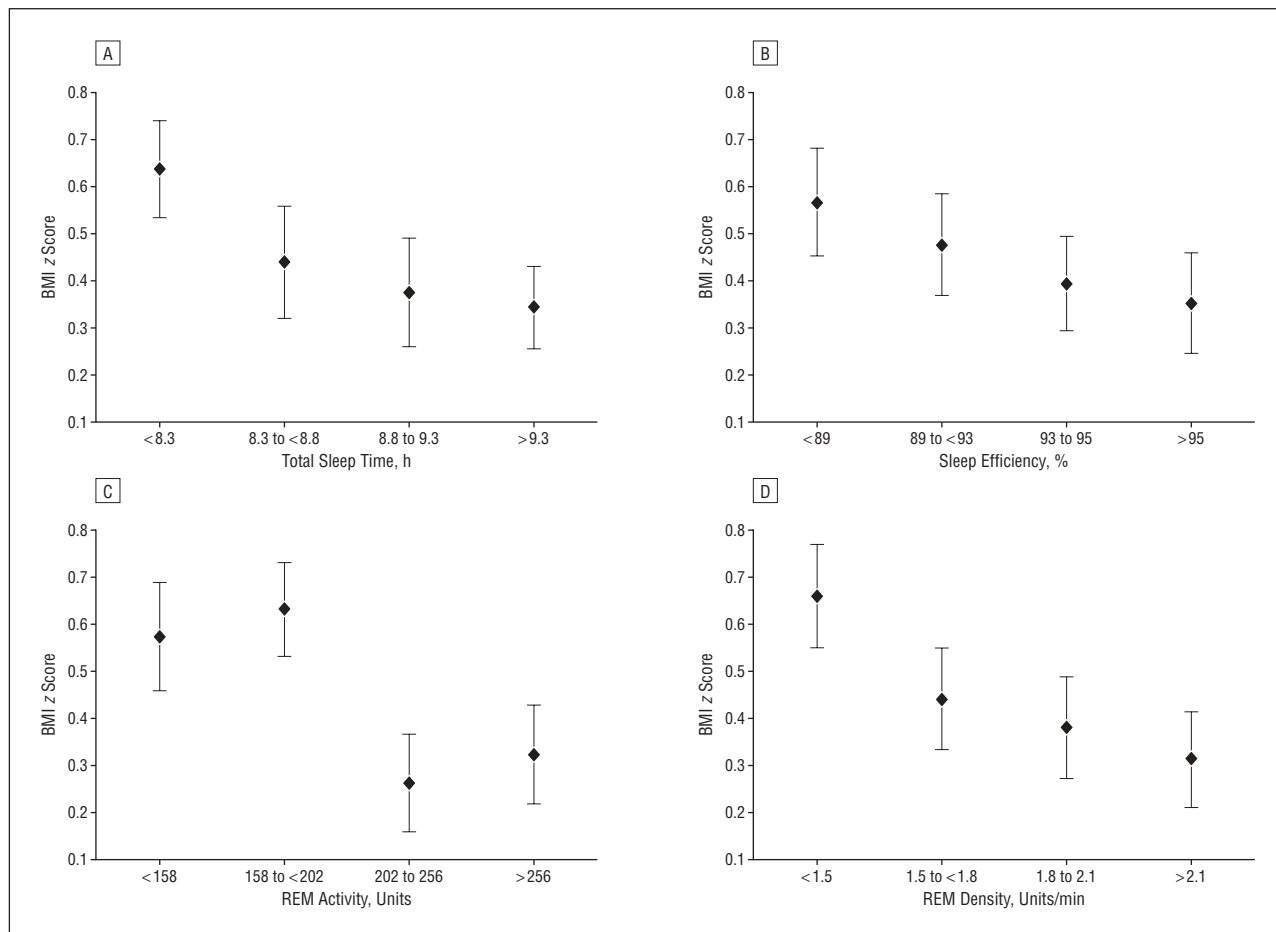 A
0.8
0.7
0.6
0.5
0.4
0.3
0.2
0.1
BMI z Score
<8.3 8.3 to <8.8 8.8 to 9.3 >9.3
Total Sleep Time, h
B
0.8
0.7
0.6
0.5
0.4
0.3
0.2
0.1
BMI z Score
<89 89 to <93 93 to 95 >95
Sleep Efficiency, %
C
0.8
0.7
0.6
0.5
0.4
0.3
0.2
0.1
BMI z Score
<158 158 to <202 202 to 256 >256
REM Activity, Units
D
0.8
0.7
0.6
0.5
0.4
0.3
0.2
0.1
BMI z Score
<1.5 1.5 to <1.8 1.8 to 2.1 >2.1
REM Density, Units/min